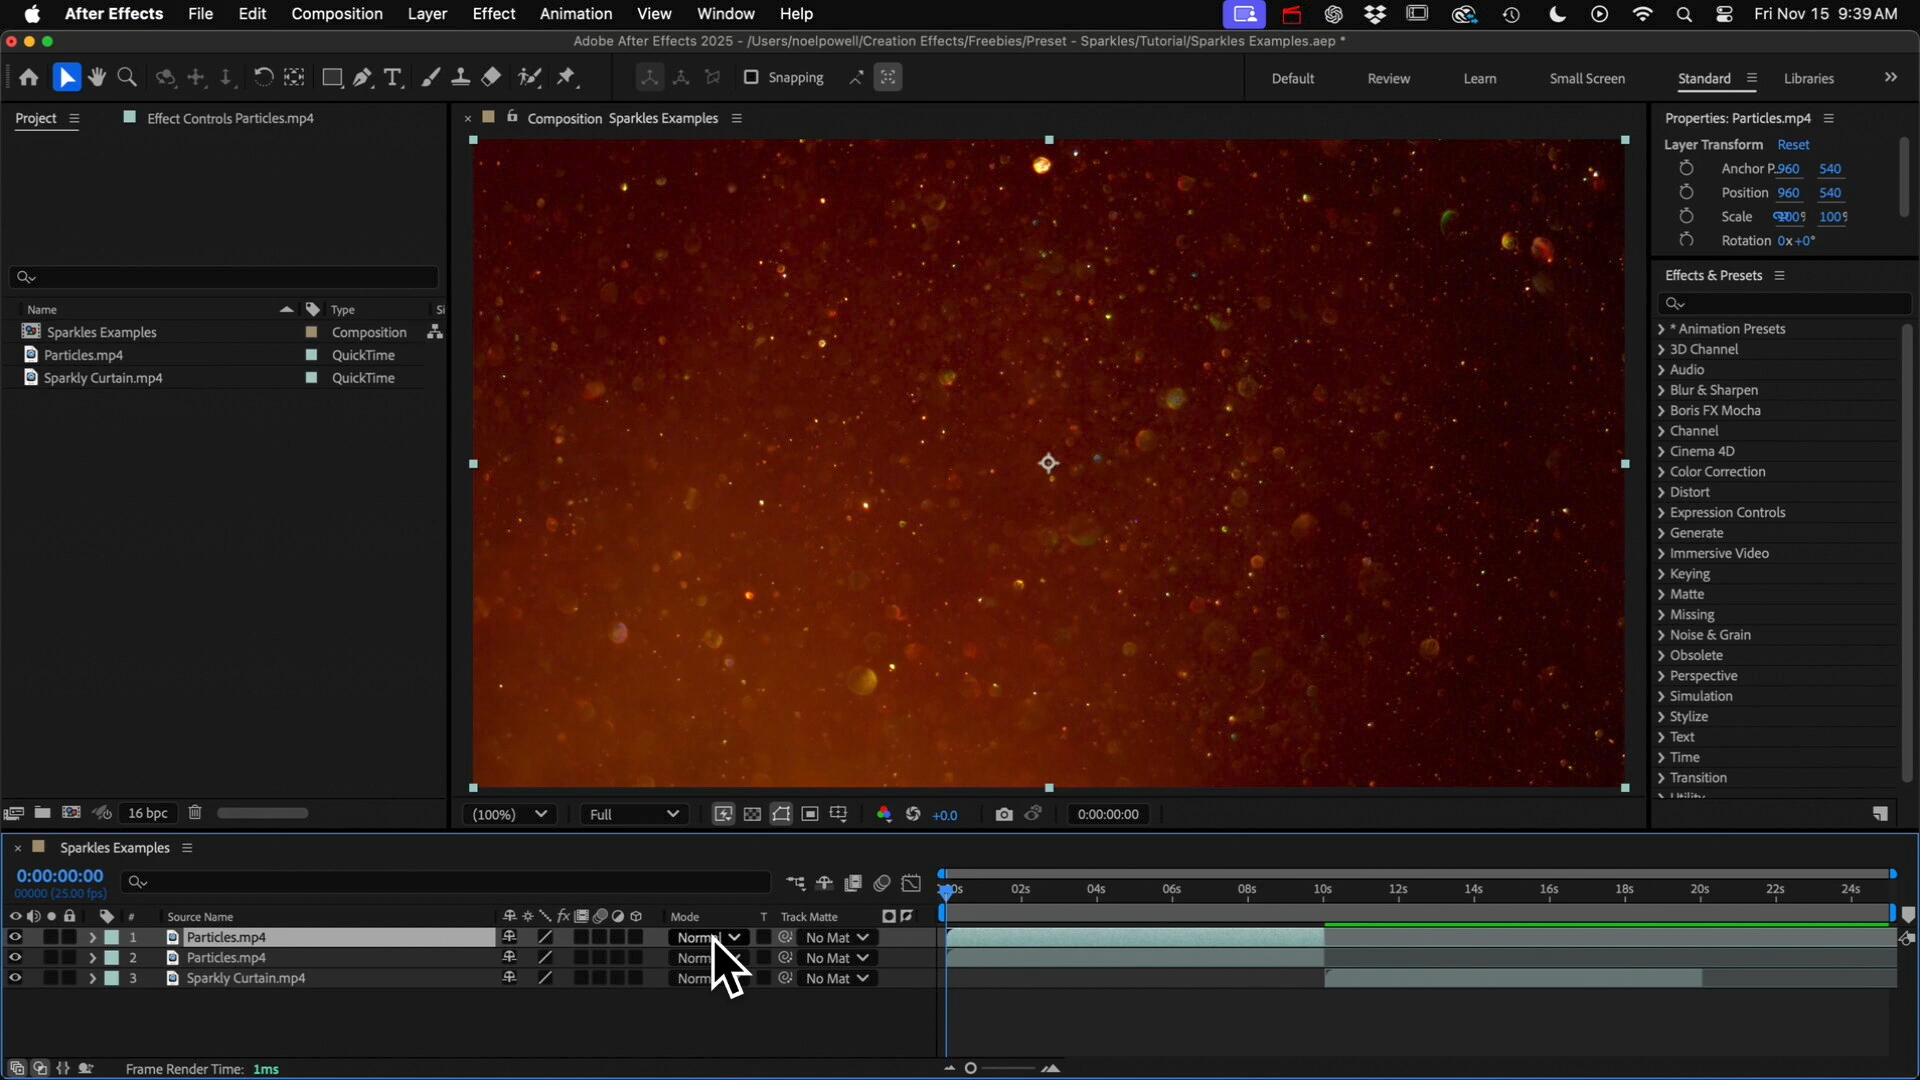 After Effects File Edit Composition Layer Effect Animation View Window Help Fri Nov 15 9:39 AM
Adobe After Effects 2025 - /Users/noelpowell/Creation Effects/Freebies/Preset - Sparkles/Tutorial/Sparkles Examples.aep *
Snapping Default Review Learn Small Screen Standard Libraries
Project Effect Controls Particles.mp4
Composition Sparkles Examples
Properties: Particles.mp4
Layer Transform Reset
Anchor P.. 960 540
Position 960 540
Scale 100% 100%
Rotation 0x+0°
Effects & Presets
* Animation Presets
3D Channel
Audio
Blur & Sharpen
Boris FX Mocha
Channel
Cinema 4D
Color Correction
Distort
Expression Controls
Generate
Immersive Video
Keying
Matte
Missing
Noise & Grain
Obsolete
Perspective
Simulation
Stylize
Text
Time
Transition
Name Type Si
Sparkles Examples Composition
Particles.mp4 QuickTime
Sparkly Curtain.mp4 QuickTime
16 bpc
(100%) Full +0.0 0:00:00:00
Sparkles Examples
0:00:00:00
00000 (25.00 fps)
02s 04s 06s 08s 10s 12s 14s 16s 18s 20s 22s 24s
# Source Name fx Mode T Track Matte
1 Particles.mp4 No Mat
2 Particles.mp4 No Mat
3 Sparkly Curtain.mp4 No Mat
Frame Render Time: 1ms